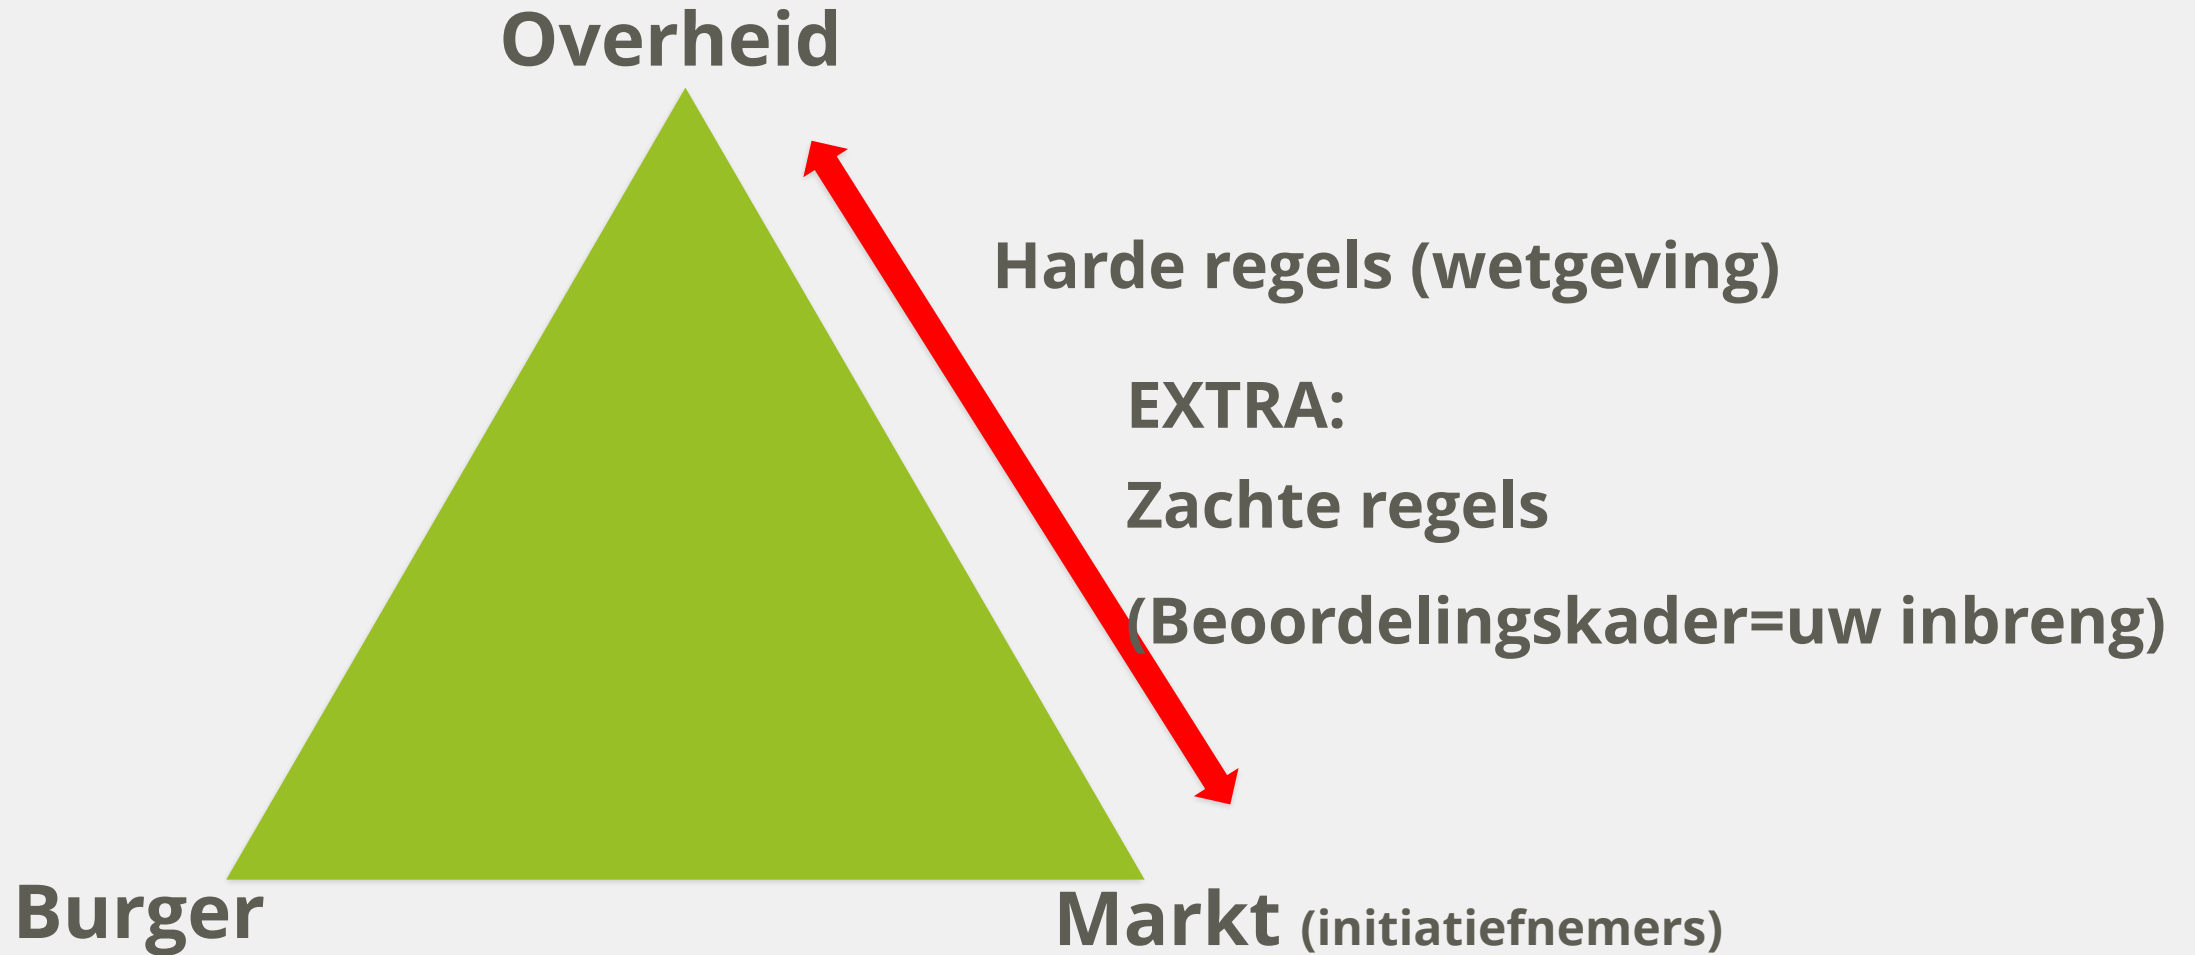 Overheid
Harde regels (wetgeving)
EXTRA:
Zachte regels
(Beoordelingskader=uw inbreng)
Burger
Markt (initiatiefnemers)